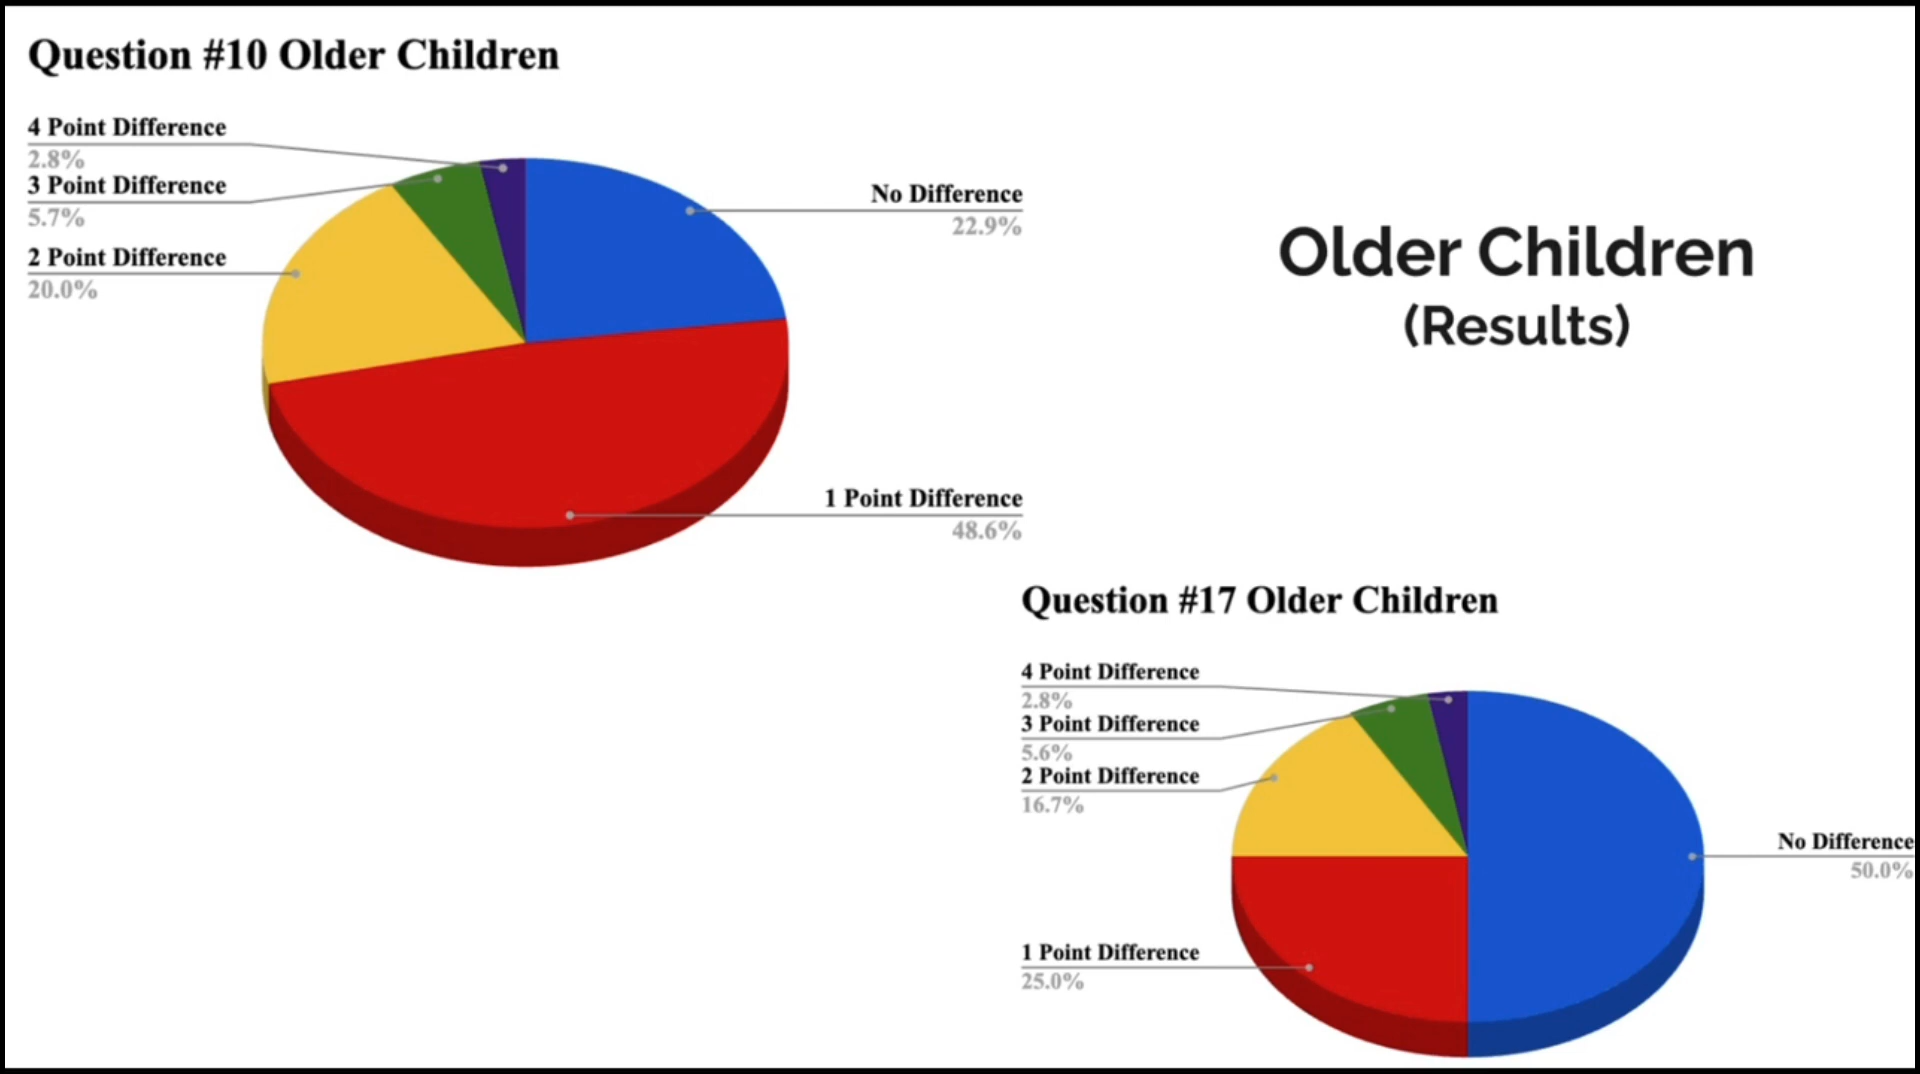 Question #10 Older Children
4 Point Difference
2.8%
3 Point Difference
5.7%
2 Point Difference
20.0%
No Difference
22.9%
1 Point Difference
48.6%
Older Children
(Results)
Question #17 Older Children
4 Point Difference
2.8%
3 Point Difference
5.6%
2 Point Difference
16.7%
No Difference
50.0%
1 Point Difference
25.0%